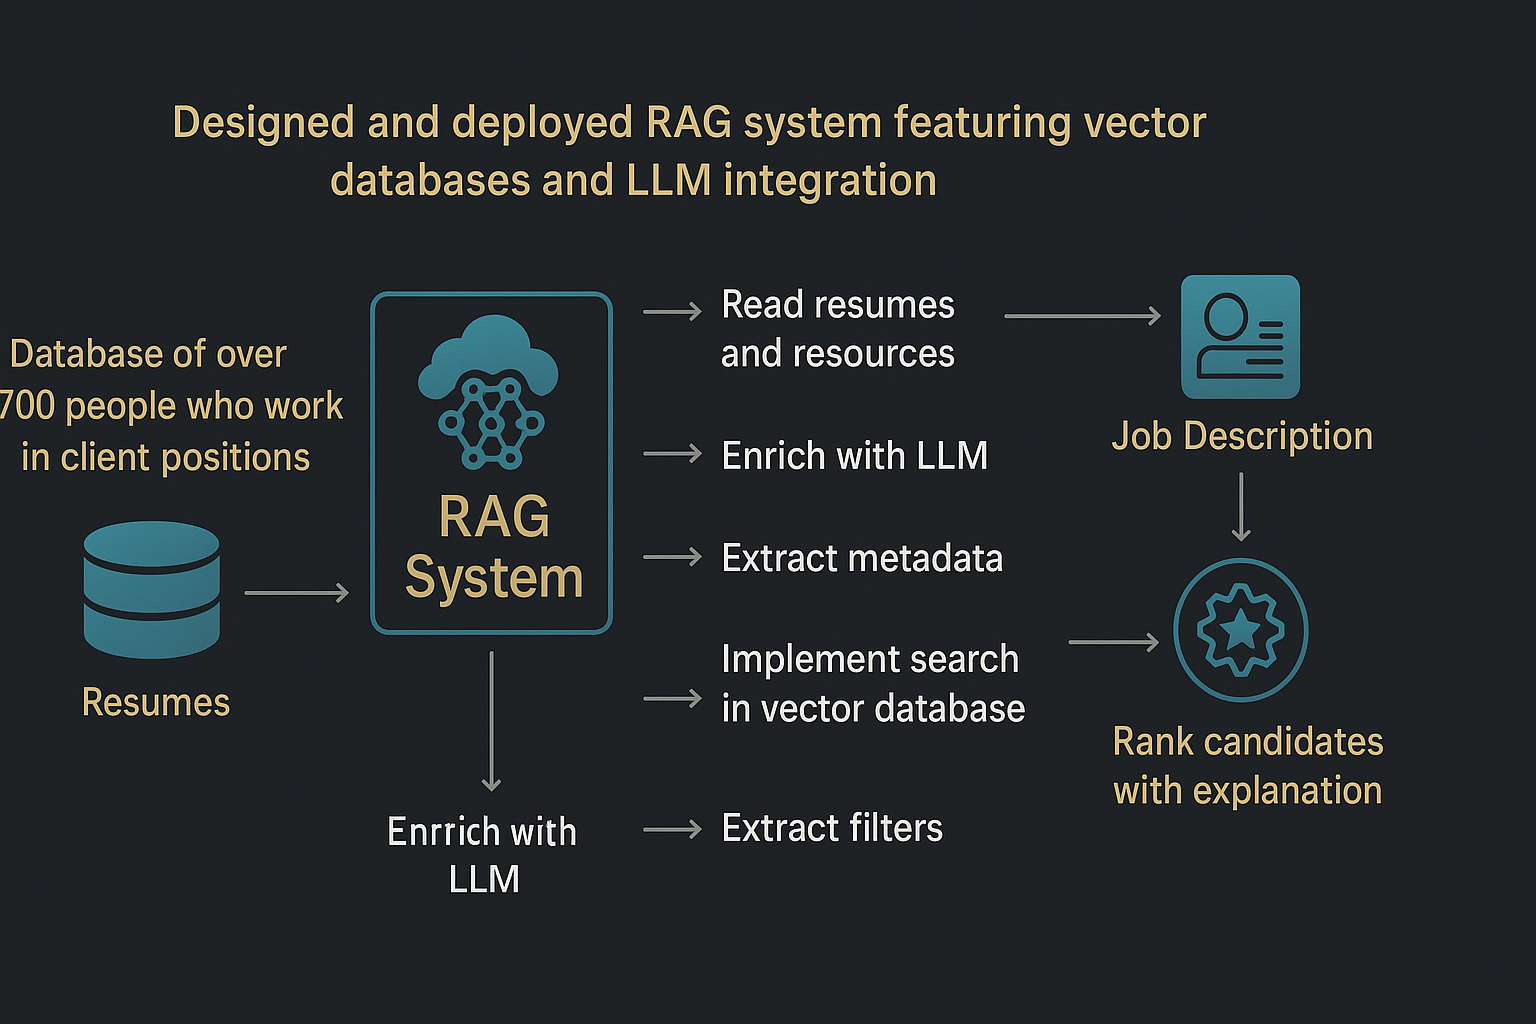 Designed and deployed RAG system featuring vector
databases and LLM integration
Database of over
700 people who work
in client positions
Resumes
RAG
System
Enrrich with
LLM
Read resumes
and resources
Enrich with LLM
Extract metadata
Implement search
in vector database
Extract filters
Job Description
Rank candidates
with explanation